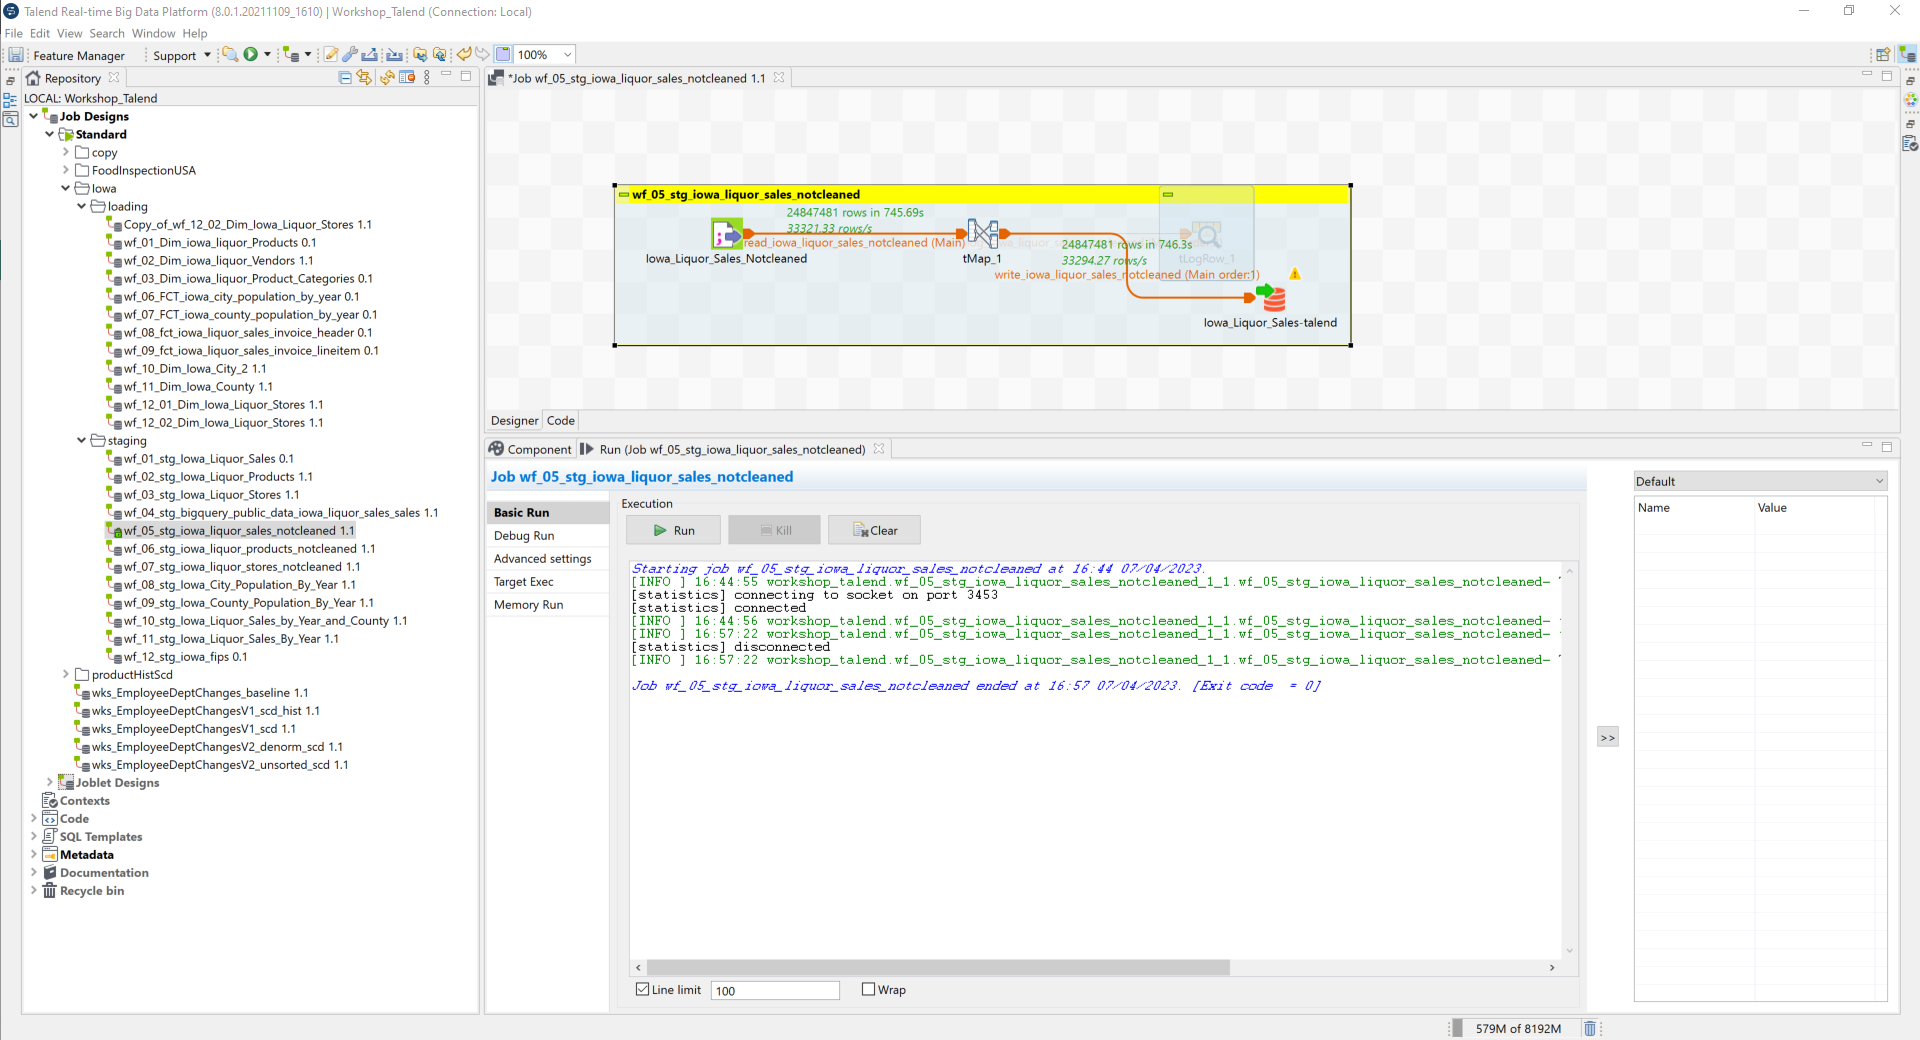 Talend Real-time Big Data Platform (8.0.1.20211109_1610) | Workshop_Talend (Connection: Local)
File Edit View Search Window Help
Feature Manager Support 100%
Repository
LOCAL: Workshop_Talend
Job Designs
Standard
copy
FoodInspectionUSA
Iowa
loading
Copy_of_wf_12_02_Dim_Iowa_Liquor_Stores 1.1
wf_01_Dim_iowa_liquor_Products 0.1
wf_02_Dim_iowa_liquor_Vendors 1.1
wf_03_Dim_iowa_liquor_Product_Categories 0.1
wf_06_FCT_iowa_city_population_by_year 0.1
wf_07_FCT_iowa_county_population_by_year 0.1
wf_08_fct_iowa_liquor_sales_invoice_header 0.1
wf_09_fct_iowa_liquor_sales_invoice_lineitem 0.1
wf_10_Dim_Iowa_City_2 1.1
wf_11_Dim_Iowa_County 1.1
wf_12_01_Dim_Iowa_Liquor_Stores 1.1
wf_12_02_Dim_Iowa_Liquor_Stores 1.1
staging
wf_01_stg_Iowa_Liquor_Sales 0.1
wf_02_stg_Iowa_Liquor_Products 1.1
wf_03_stg_Iowa_Liquor_Stores 1.1
wf_04_stg_bigquery_public_data_iowa_liquor_sales_sales 1.1
wf_05_stg_iowa_liquor_sales_notcleaned 1.1
wf_06_stg_iowa_liquor_products_notcleaned 1.1
wf_07_stg_iowa_liquor_stores_notcleaned 1.1
wf_08_stg_Iowa_City_Population_By_Year 1.1
wf_09_stg_Iowa_County_Population_By_Year 1.1
wf_10_stg_Iowa_Liquor_Sales_by_Year_and_County 1.1
wf_11_stg_Iowa_Liquor_Sales_By_Year 1.1
wf_12_stg_iowa_fips 0.1
productHistScd
wks_EmployeeDeptChanges_baseline 1.1
wks_EmployeeDeptChangesV1_scd_hist 1.1
wks_EmployeeDeptChangesV1_scd 1.1
wks_EmployeeDeptChangesV2_denorm_scd 1.1
wks_EmployeeDeptChangesV2_unsorted_scd 1.1
Joblet Designs
Contexts
Code
SQL Templates
Metadata
Documentation
Recycle bin
*Job wf_05_stg_iowa_liquor_sales_notcleaned 1.1
wf_05_stg_iowa_liquor_sales_notcleaned
24847481 rows in 745.69s
33321.33 rows/s
read_iowa_liquor_sales_notcleaned (Main)
Iowa_Liquor_Sales_Notcleaned
tMap_1
24847481 rows in 746.3s
33294.27 rows/s
tLogRow_1
write_iowa_liquor_sales_notcleaned (Main order:1)
Iowa_Liquor_Sales-talend
Designer Code
Component Run (Job wf_05_stg_iowa_liquor_sales_notcleaned)
Job wf_05_stg_iowa_liquor_sales_notcleaned
Basic Run
Debug Run
Advanced settings
Target Exec
Memory Run
Execution
Run Kill Clear
Starting job wf_05_stg_iowa_liquor_sales_notcleaned at 16:44 07/04/2023.
[INFO ] 16:44:55 workshop_talend.wf_05_stg_iowa_liquor_sales_notcleaned_1_1.wf_05_stg_iowa_liquor_sales_notcleaned-
[statistics] connecting to socket on port 3453
[statistics] connected
[INFO ] 16:44:56 workshop_talend.wf_05_stg_iowa_liquor_sales_notcleaned_1_1.wf_05_stg_iowa_liquor_sales_notcleaned-
[INFO ] 16:57:22 workshop_talend.wf_05_stg_iowa_liquor_sales_notcleaned_1_1.wf_05_stg_iowa_liquor_sales_notcleaned-
[statistics] disconnected
[INFO ] 16:57:22 workshop_talend.wf_05_stg_iowa_liquor_sales_notcleaned_1_1.wf_05_stg_iowa_liquor_sales_notcleaned-
Job wf_05_stg_iowa_liquor_sales_notcleaned ended at 16:57 07/04/2023. [Exit code  = 0]
Line limit 100 Wrap
>>
Default
Name Value
579M of 8192M